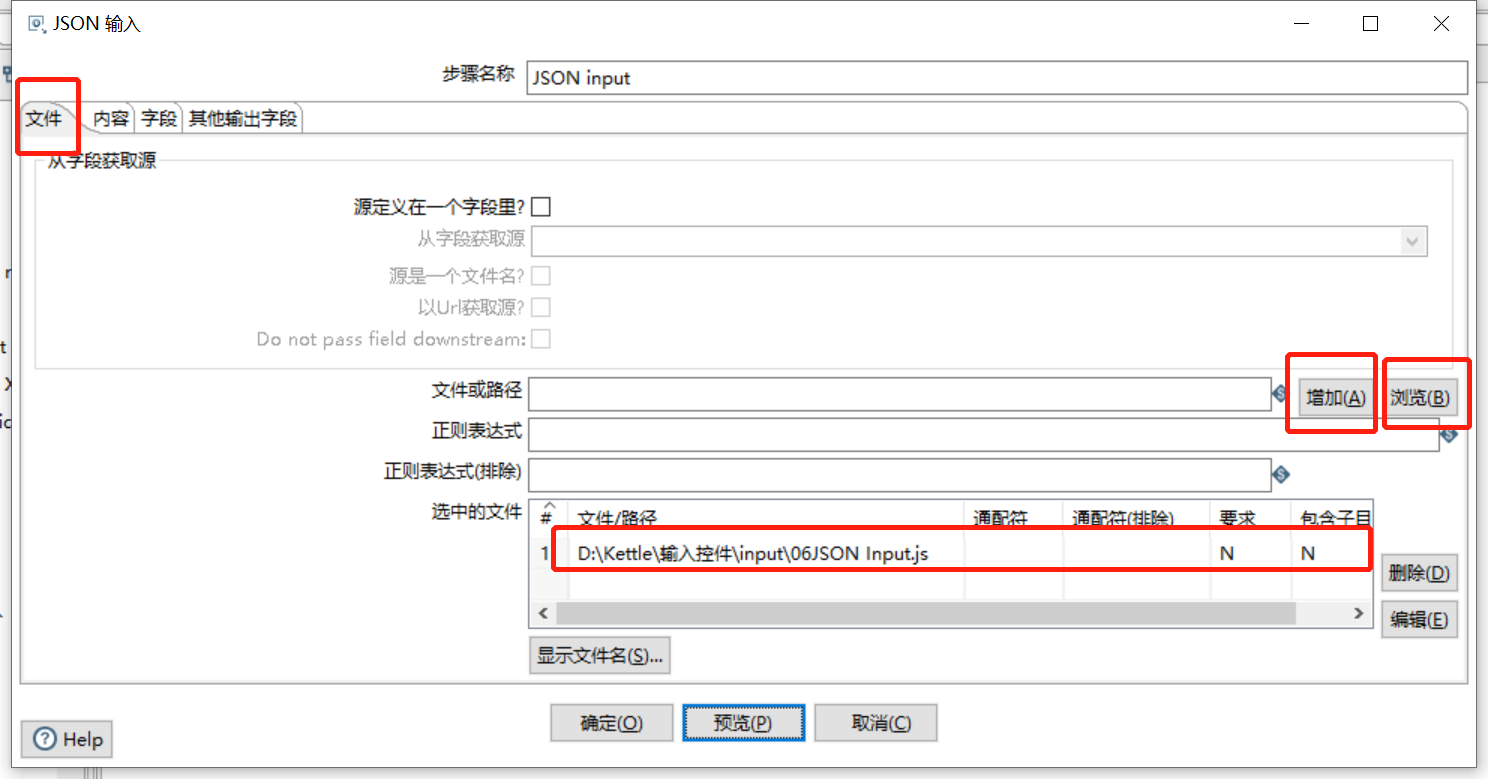 JSON 输入
步骤名称 JSON input
文件 内容 字段 其他输出字段
从字段获取源
源定义在一个字段里?
从字段获取源
源是一个文件名?
以Url获取源?
Do not pass field downstream:
文件或路径 增加(A) 浏览(B)
正则表达式
正则表达式(排除)
选中的文件 # 文件/路径 通配符 通配符(排除) 要求 包含子目
1 D:\Kettle\输入控件\input\06JSON Input.js N N
删除(D)
编辑(E)
显示文件名(S)...
确定(O) 预览(P) 取消(C)
Help